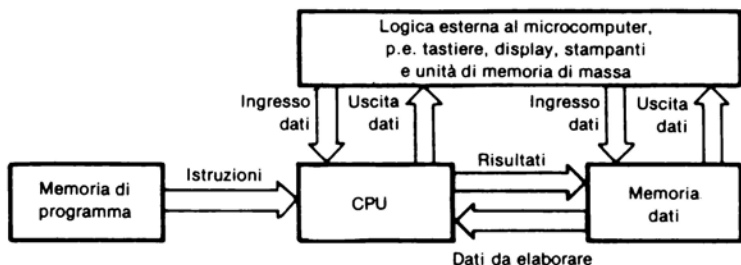 Logica esterna al microcomputer,
p.e. tastiere, display, stampanti
e unità di memoria di massa
Ingresso
dati
Uscita
dati
Ingresso
dati
Uscita
dati
Memoria di
programma
Istruzioni
CPU
Risultati
Memoria
dati
Dati da elaborare